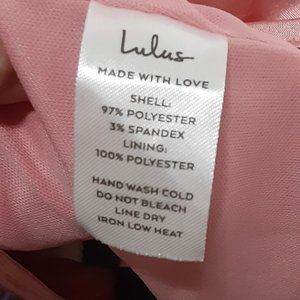 Lulus
MADE WITH LOVE
SHELL:
97% POLYESTER
3% SPANDEX
LINING:
100% POLYESTER
HAND WASH COLD
DO NOT BLEACH
LINE DRY
IRON LOW HEAT